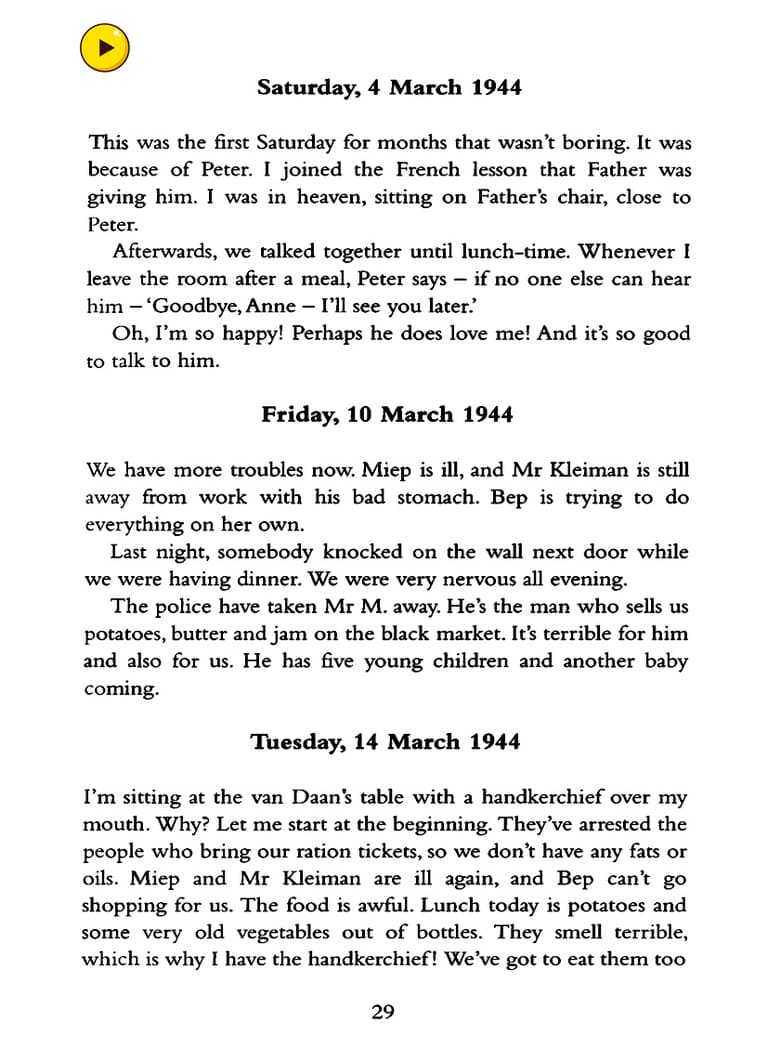 Saturday, 4 March 1944
This was the first Saturday for months that wasn't boring. It was
because of Peter. I joined the French lesson that Father was
giving him. I was in heaven, sitting on Father's chair, close to
Peter.
Afterwards, we talked together until lunch-time. Whenever I
leave the room after a meal, Peter says – if no one else can hear
him – 'Goodbye, Anne – I'll see you later.'
Oh, I'm so happy! Perhaps he does love me! And it's so good
to talk to him.
Friday, 10 March 1944
We have more troubles now. Miep is ill, and Mr Kleiman is still
away from work with his bad stomach. Bep is trying to do
everything on her own.
Last night, somebody knocked on the wall next door while
we were having dinner. We were very nervous all evening.
The police have taken Mr M. away. He's the man who sells us
potatoes, butter and jam on the black market. It's terrible for him
and also for us. He has five young children and another baby
coming.
Tuesday, 14 March 1944
I'm sitting at the van Daan's table with a handkerchief over my
mouth. Why? Let me start at the beginning. They've arrested the
people who bring our ration tickets, so we don't have any fats or
oils. Miep and Mr Kleiman are ill again, and Bep can't go
shopping for us. The food is awful. Lunch today is potatoes and
some very old vegetables out of bottles. They smell terrible,
which is why I have the handkerchief! We've got to eat them too
29